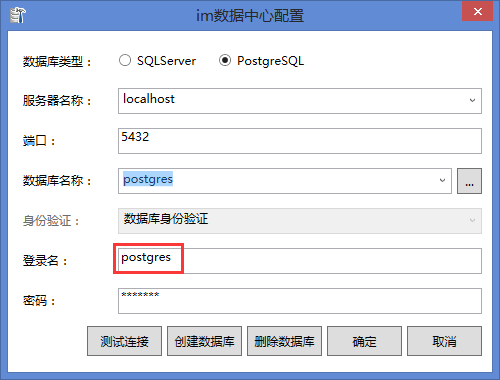 im数据中心配置
数据库类型： SQLServer PostgreSQL
服务器名称： localhost
端口： 5432
数据库名称： postgres ...
身份验证： 数据库身份验证
登录名： postgres
密码： *******
测试连接 创建数据库 删除数据库 确定 取消